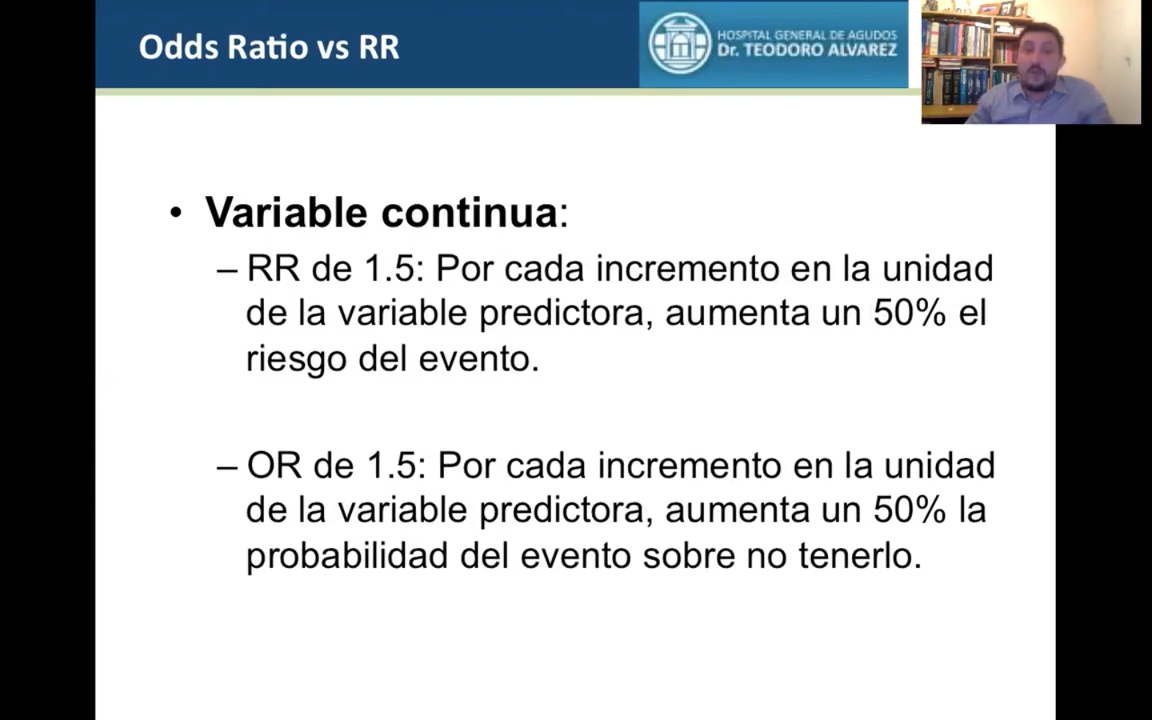 Odds Ratio vs RR
HOSPITAL GENERAL DE AGUDOS
Dr. TEODORO ALVAREZ
• Variable continua:
– RR de 1.5: Por cada incremento en la unidad
de la variable predictora, aumenta un 50% el
riesgo del evento.
– OR de 1.5: Por cada incremento en la unidad
de la variable predictora, aumenta un 50% la
probabilidad del evento sobre no tenerlo.